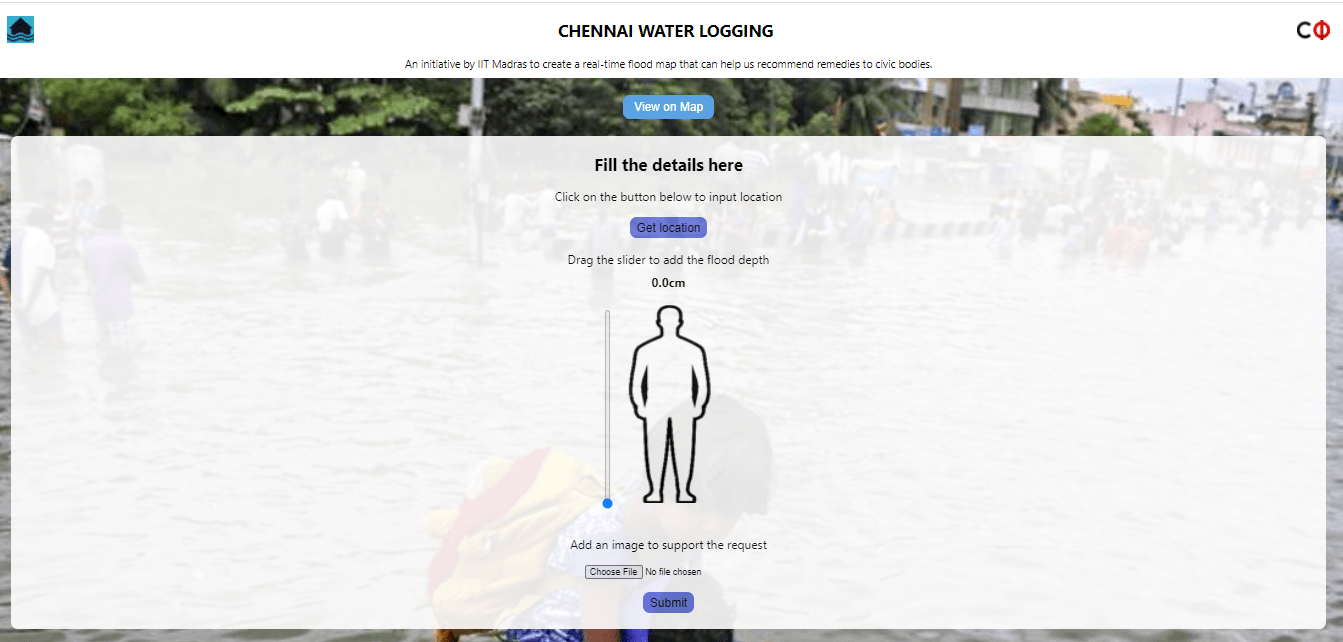 CHENNAI WATER LOGGING
CΦ
An initiative by IIT Madras to create a real-time flood map that can help us recommend remedies to civic bodies.
View on Map
Fill the details here
Click on the button below to input location
Get location
Drag the slider to add the flood depth
0.0cm
Add an image to support the request
Choose File No file chosen
Submit